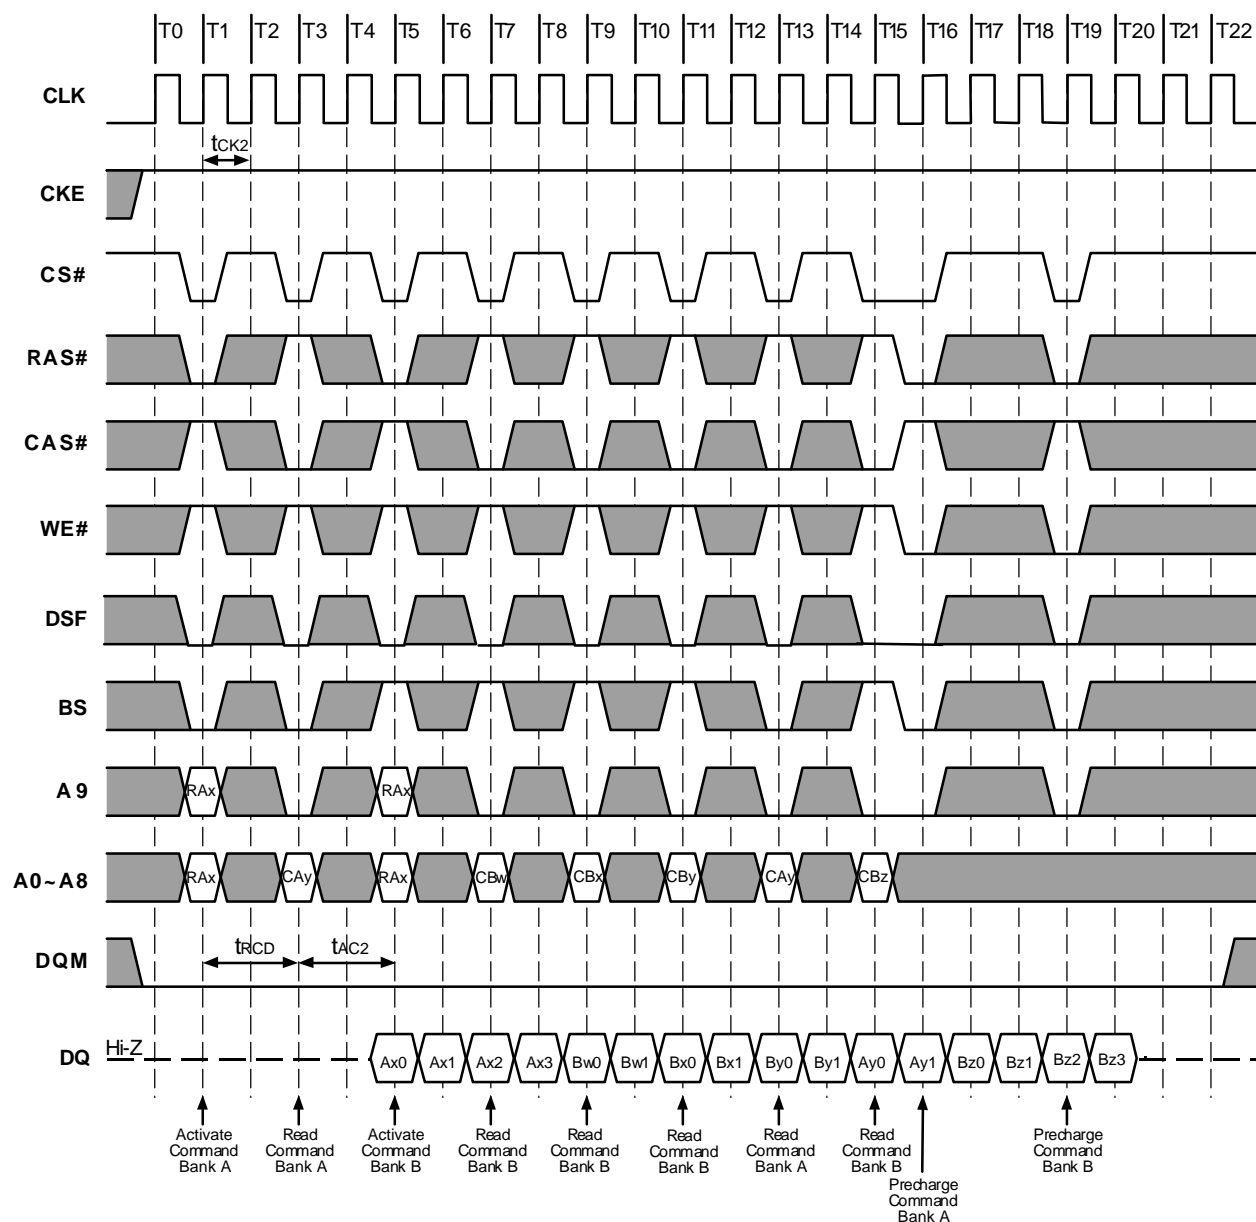 T0 T1 T2 T3 T4 T5 T6 T7 T8 T9 T10 T11 T12 T13 T14 T15 T16 T17 T18 T19 T20 T21 T22
CLK
tCK2
CKE
CS#
RAS#
CAS#
WE#
DSF
BS
A9 RAx RAx
A0~A8 RAx CAy RAx CBw CBx CBy CAy CBz
DQM tRCD tAC2
DQ Hi-Z Ax0 Ax1 Ax2 Ax3 Bw0 Bw1 Bx0 Bx1 By0 By1 Ay0 Ay1 Bz0 Bz1 Bz2 Bz3
Activate
Command
Bank A
Read
Command
Bank A
Activate
Command
Bank B
Read
Command
Bank B
Read
Command
Bank B
Read
Command
Bank B
Read
Command
Bank A
Read
Command
Bank B
Precharge
Command
Bank A
Precharge
Command
Bank B